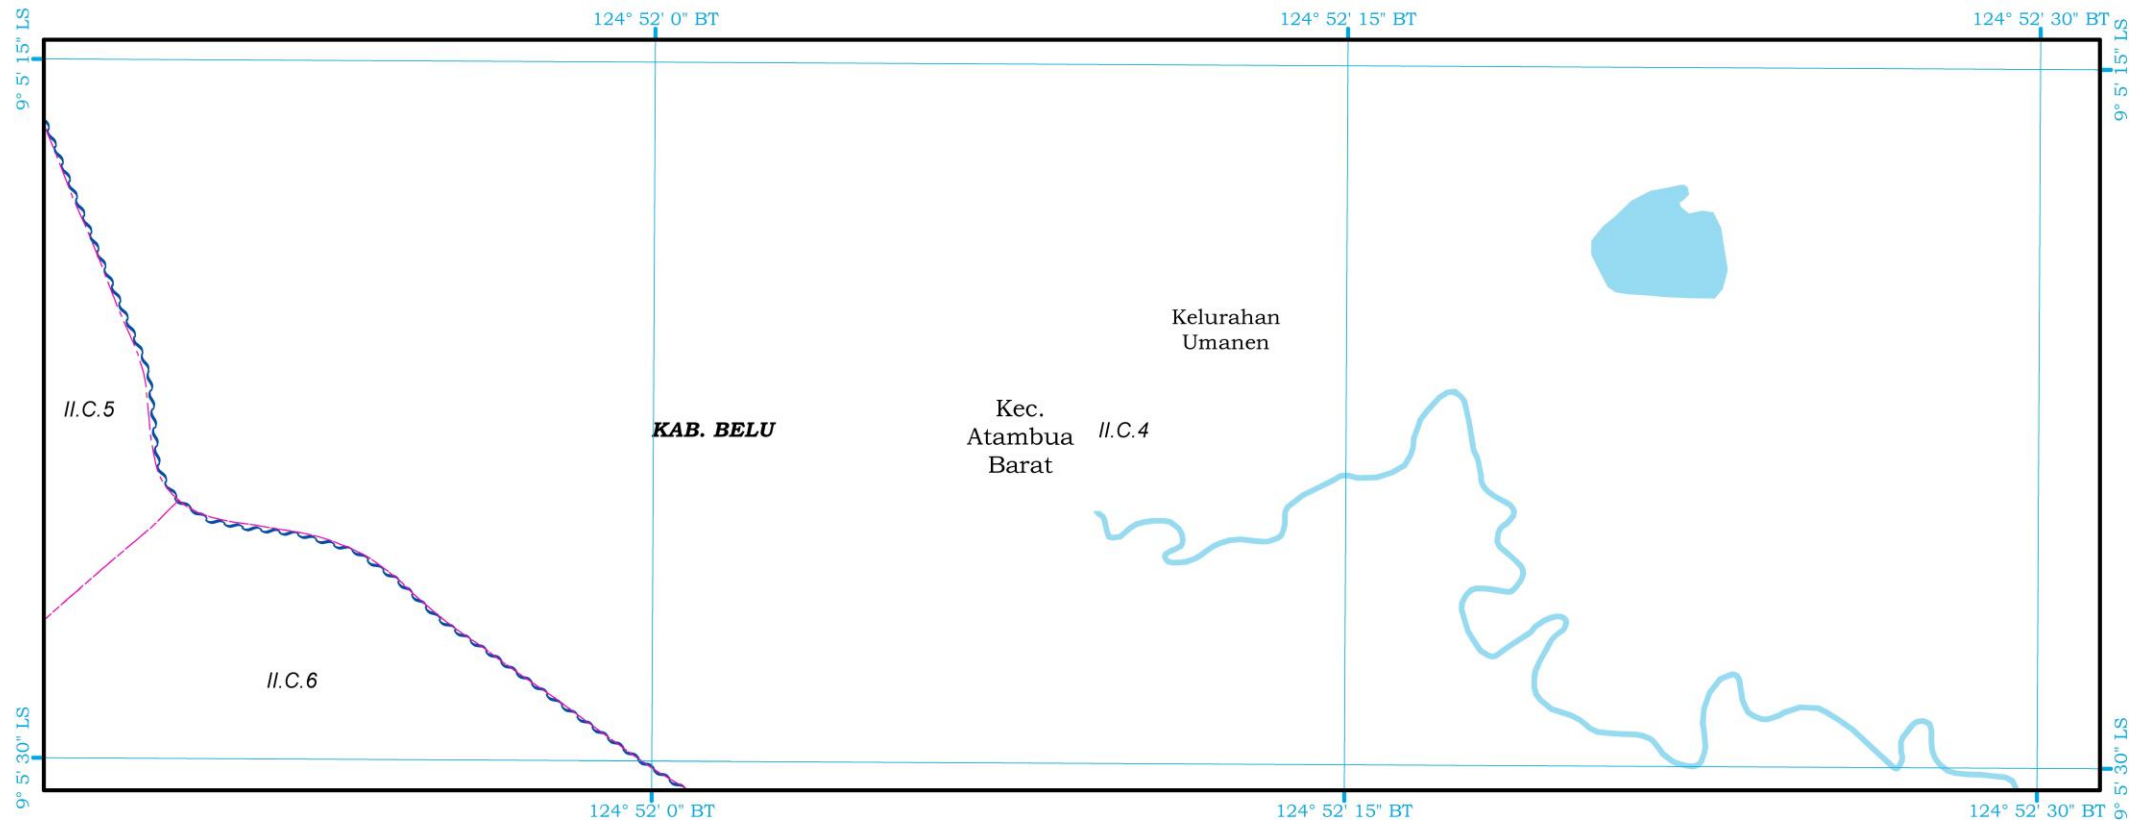 124° 52' 0" BT
124° 52' 15" BT
124° 52' 30" BT
9° 5' 15" LS
9° 5' 15" LS
Kelurahan
Umanen
II.C.5
KAB. BELU
Kec.
Atambua
Barat
II.C.4
II.C.6
9° 5' 30" LS
9° 5' 30" LS
124° 52' 0" BT
124° 52' 15" BT
124° 52' 30" BT